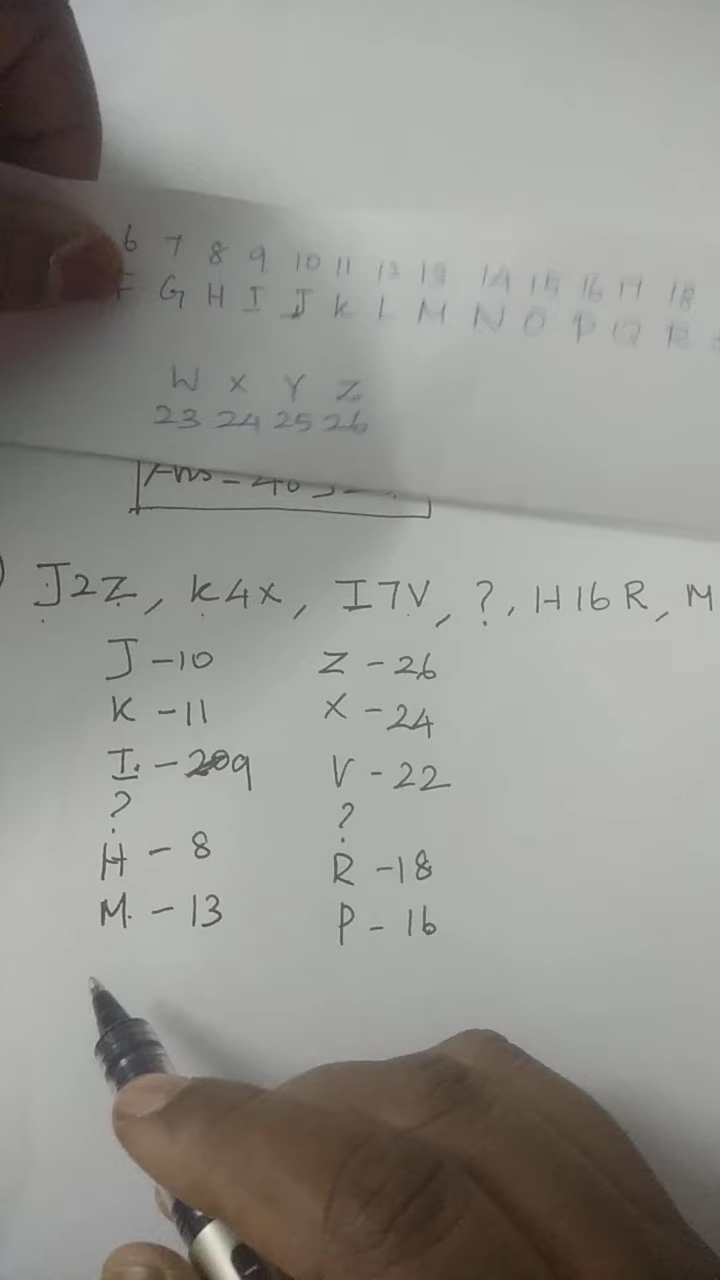 6 7 8 9 10 11 12 13 14 15 16 17 18
F G H I J K L M N O P Q R
W X Y Z
23 24 25 26
J2Z, K4X, I7V, ?, H16R, M
J - 10 Z - 26
K - 11 X - 24
I - 9 V - 22
? ?
H - 8 R - 18
M - 13 P - 16